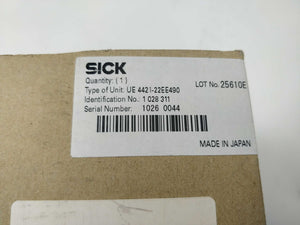 SICK
Quantity: (1)
LOT No. 25610E
Type of Unit: UE 4421-22EE490
Identification No.: 1 028 311
Serial Number: 1026 0044
MADE IN JAPAN